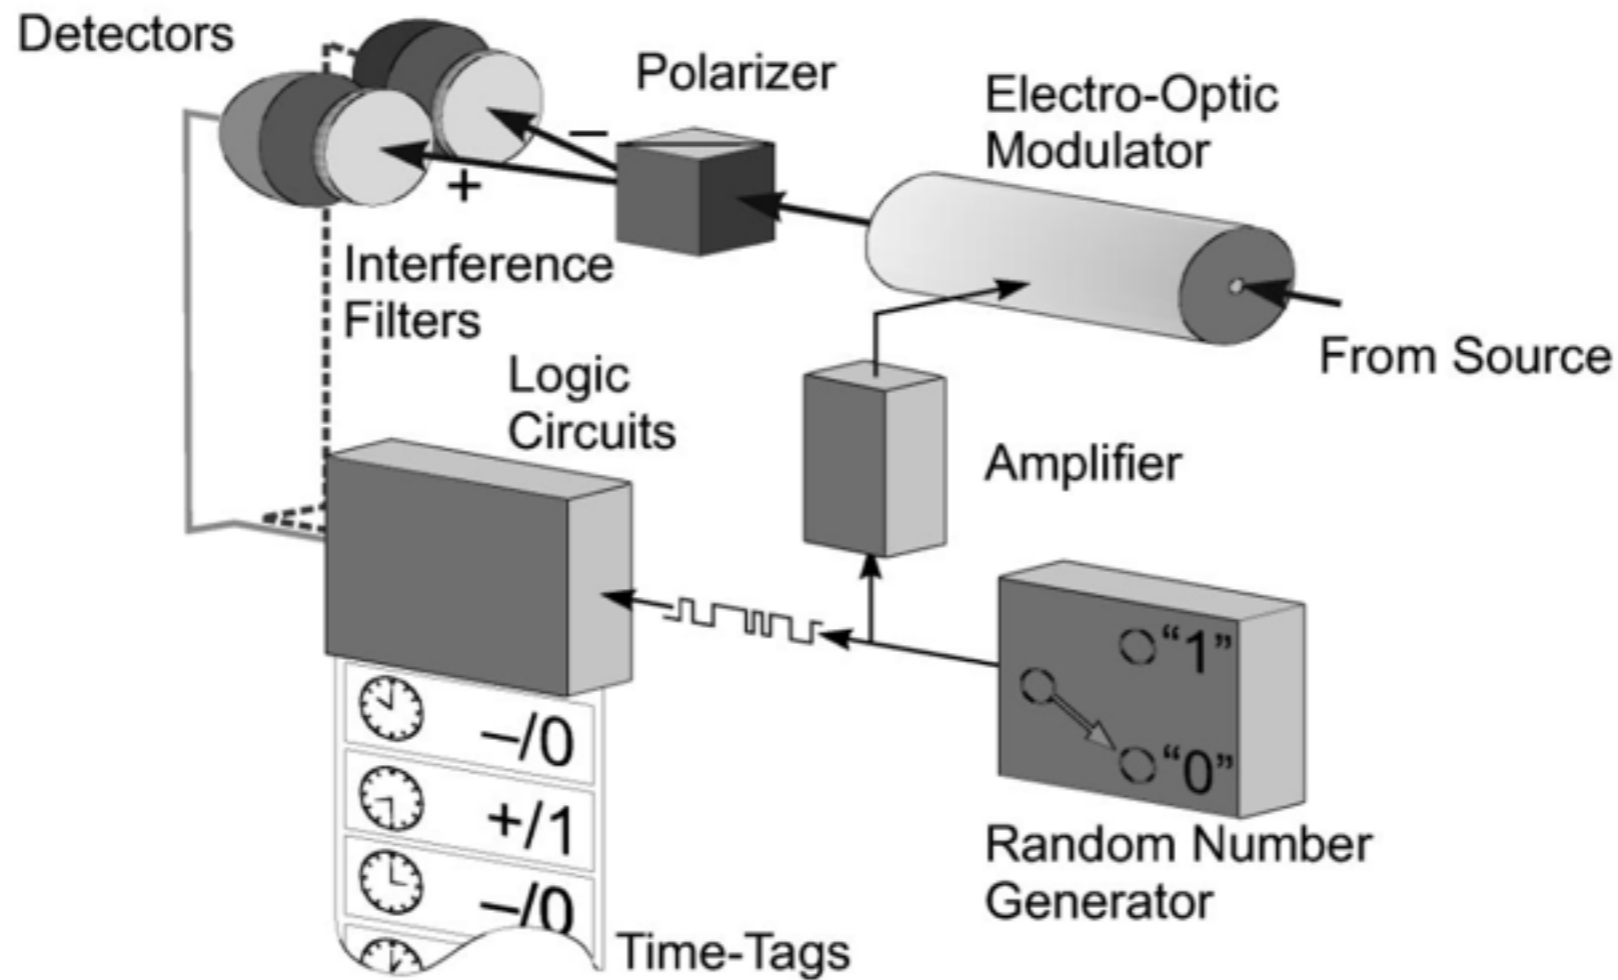 Detectors
Polarizer
Electro-Optic
Modulator
–
+
Interference
Filters
From Source
Logic
Circuits
Amplifier
“1”
“0”
–/0
+/1
–/0
Random Number
Generator
Time-Tags